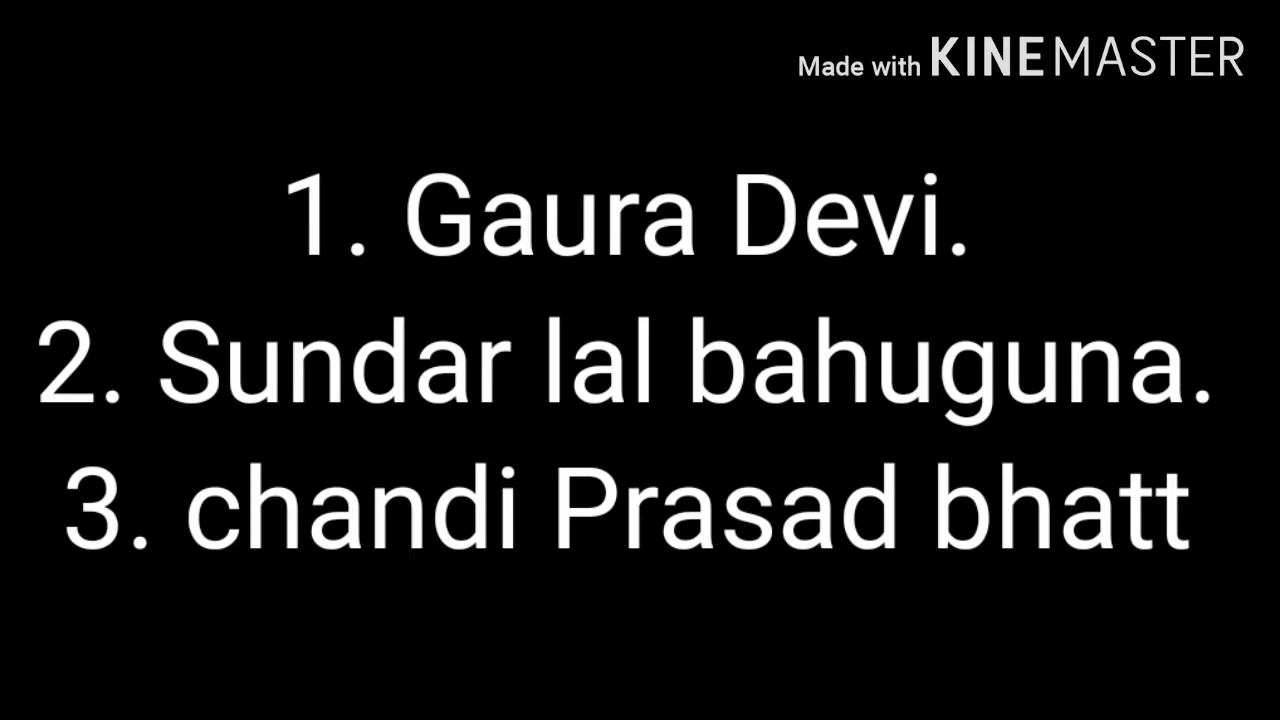 Made with KINEMASTER
1. Gaura Devi.
2. Sundar lal bahuguna.
3. chandi Prasad bhatt